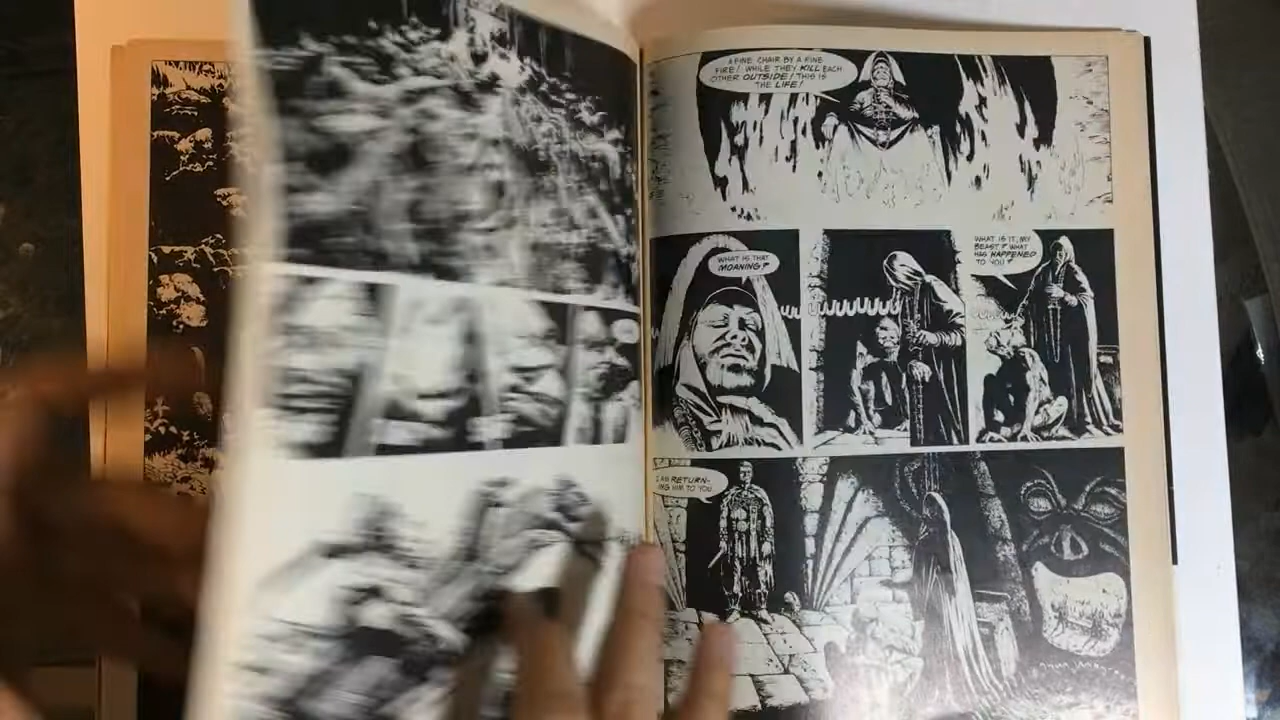 A FINE CHAIR BY A FINE
FIRE! WHILE THEY KILL EACH
OTHER OUTSIDE! THIS IS
THE LIFE!
WHAT IS THAT
MOANING?
WHAT IS IT, MY
BEAST? WHAT
HAS HAPPENED
TO YOU?
I AM RETURN-
ING HIM TO YOU.